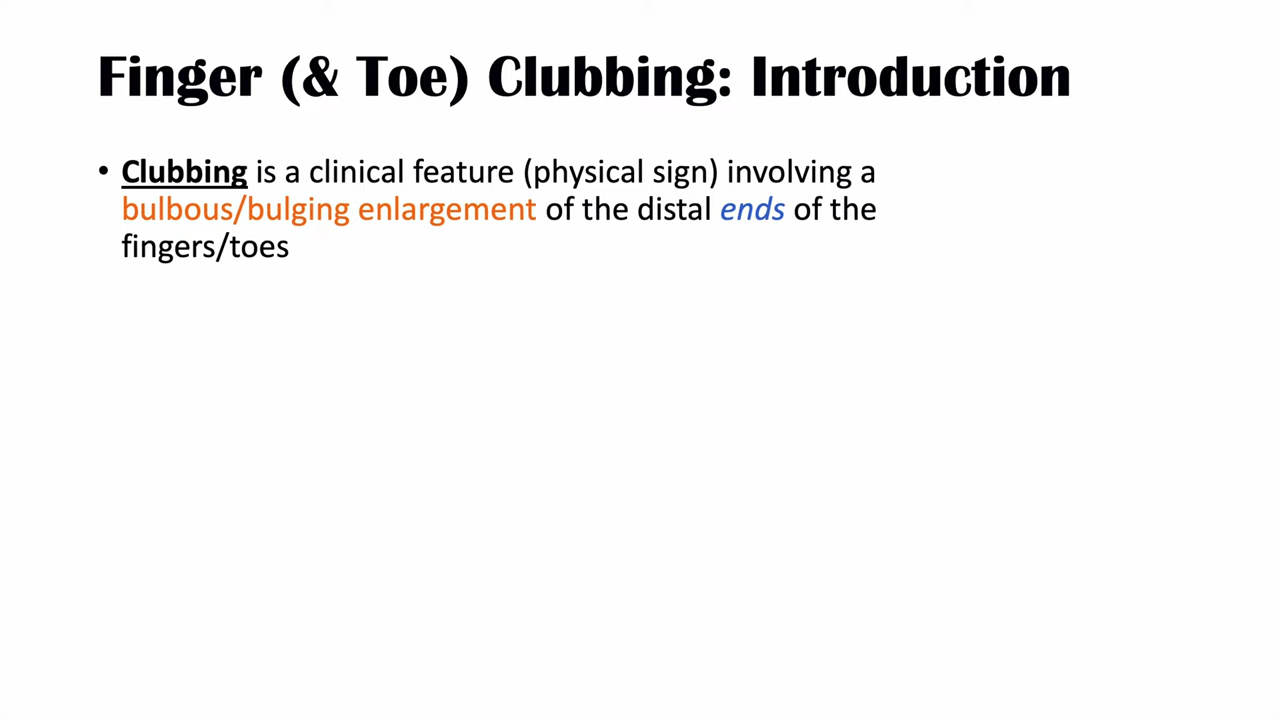 Finger (& Toe) Clubbing: Introduction
• Clubbing is a clinical feature (physical sign) involving a
bulbous/bulging enlargement of the distal ends of the
fingers/toes